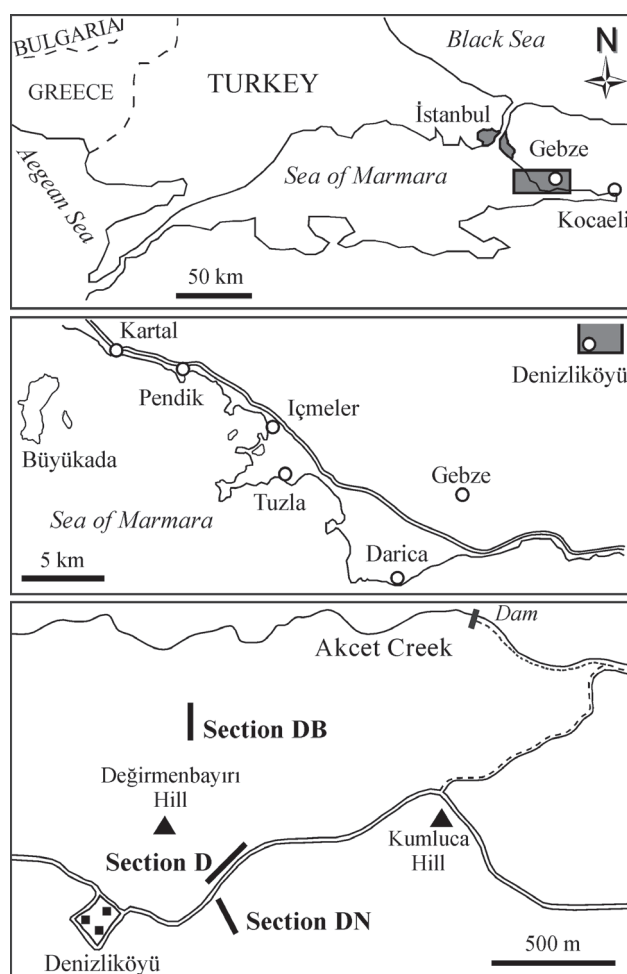 BULGARIA
Black Sea
N
GREECE
TURKEY
İstanbul
Gebze
Aegean Sea
Sea of Marmara
Kocaeli
50 km
Kartal
Pendik
Denizliköyü
Içmeler
Büyükada
Gebze
Tuzla
Sea of Marmara
Darica
5 km
Dam
Akcet Creek
Section DB
Değirmenbayırı
Hill
Kumluca
Hill
Section D
Section DN
Denizliköyü
500 m